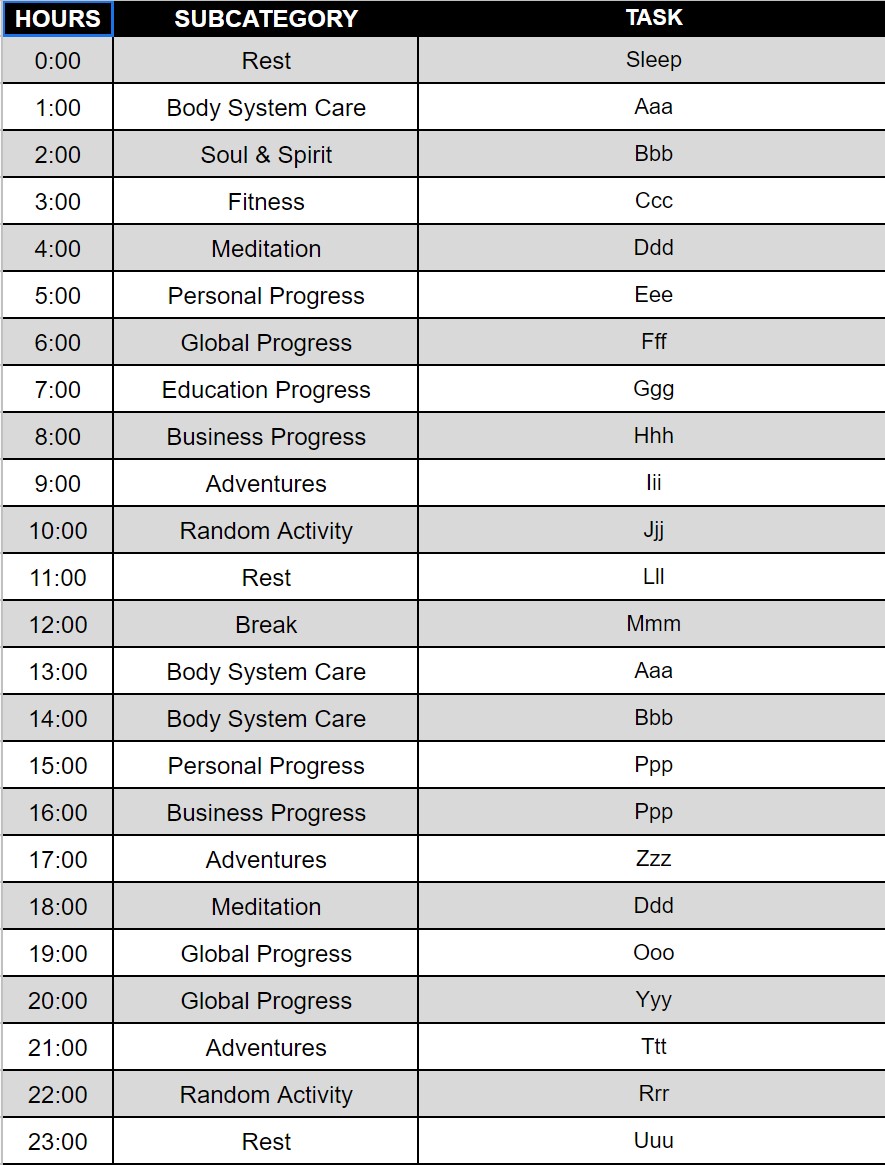 HOURS SUBCATEGORY TASK
0:00 Rest Sleep
1:00 Body System Care Aaa
2:00 Soul & Spirit Bbb
3:00 Fitness Ccc
4:00 Meditation Ddd
5:00 Personal Progress Eee
6:00 Global Progress Fff
7:00 Education Progress Ggg
8:00 Business Progress Hhh
9:00 Adventures Iii
10:00 Random Activity Jjj
11:00 Rest Lll
12:00 Break Mmm
13:00 Body System Care Aaa
14:00 Body System Care Bbb
15:00 Personal Progress Ppp
16:00 Business Progress Ppp
17:00 Adventures Zzz
18:00 Meditation Ddd
19:00 Global Progress Ooo
20:00 Global Progress Yyy
21:00 Adventures Ttt
22:00 Random Activity Rrr
23:00 Rest Uuu